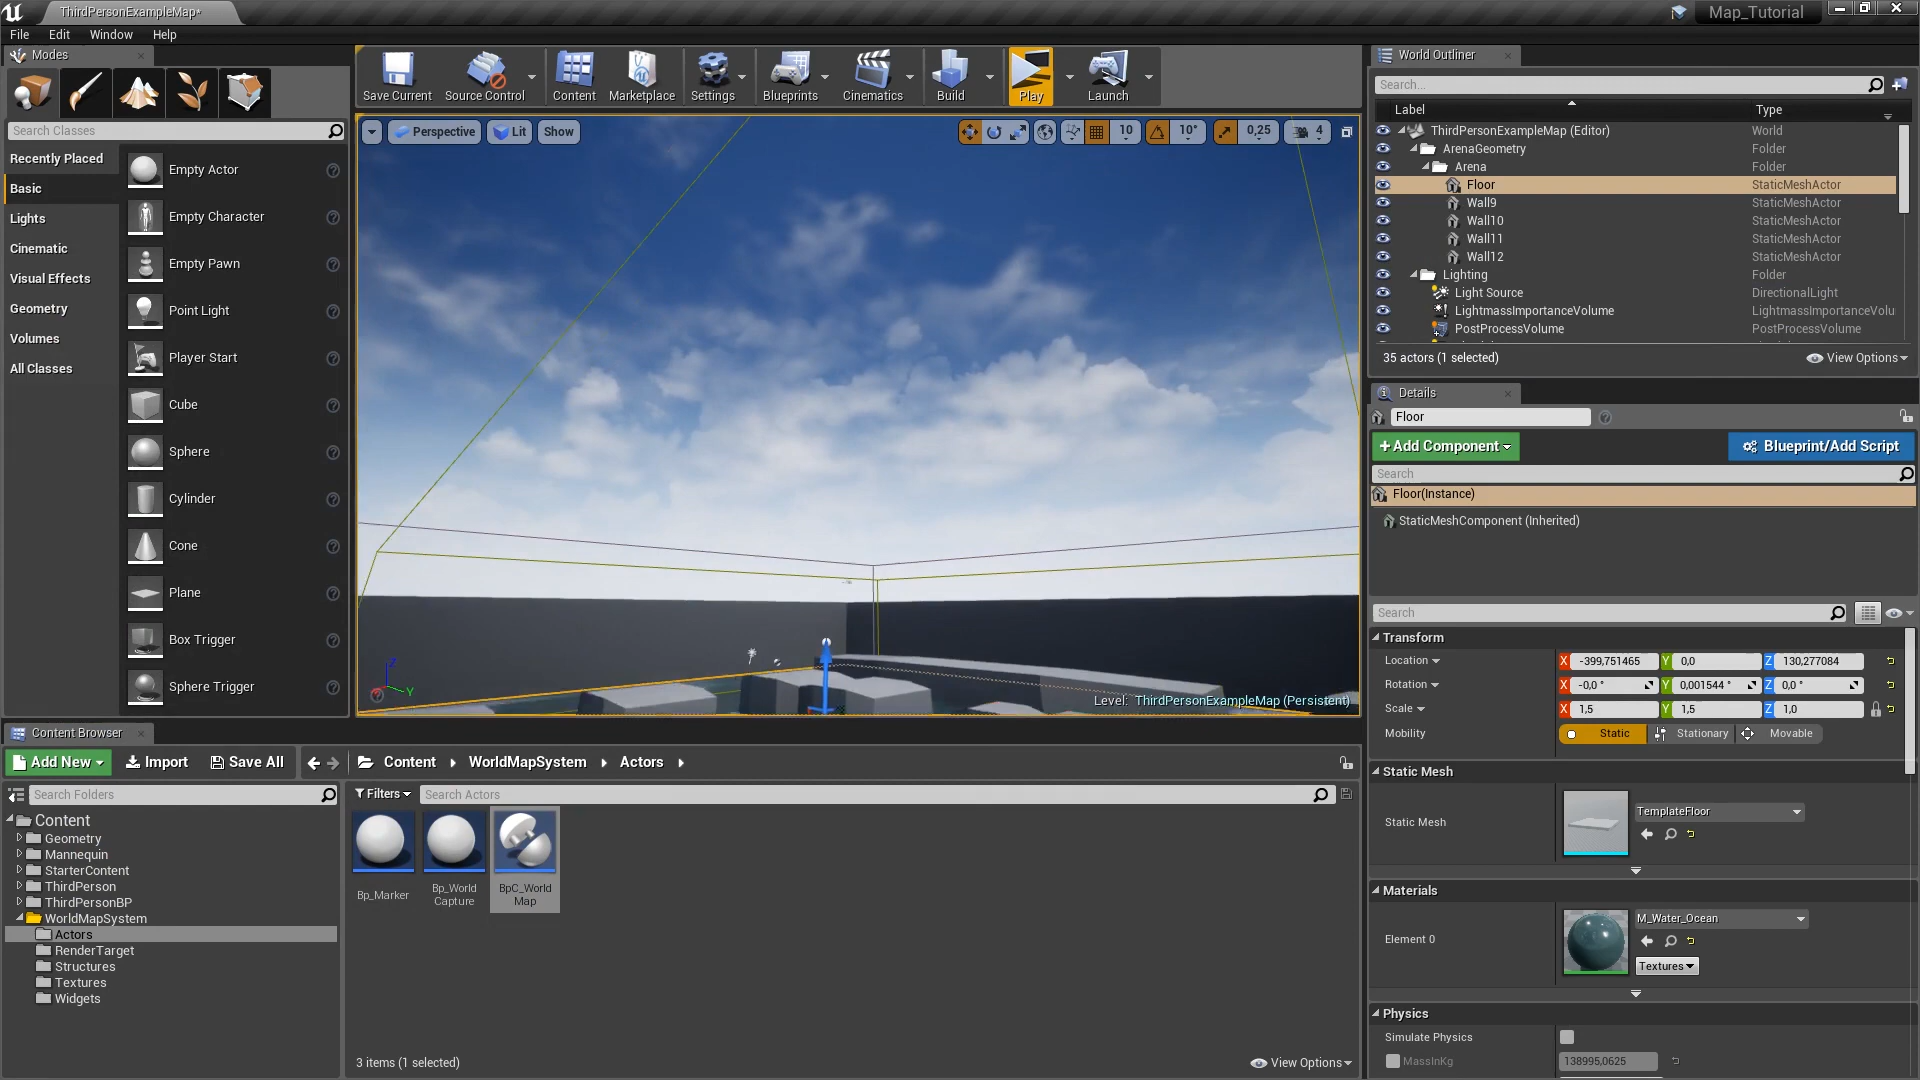 ThirdPersonExampleMap*
Map_Tutorial
File Edit Window Help
Modes
Search Classes
Recently Placed
Basic
Lights
Cinematic
Visual Effects
Geometry
Volumes
All Classes
Empty Actor
Empty Character
Empty Pawn
Point Light
Player Start
Cube
Sphere
Cylinder
Cone
Plane
Box Trigger
Sphere Trigger
Save Current
Source Control
Content
Marketplace
Settings
Blueprints
Cinematics
Build
Play
Launch
Perspective Lit Show
10 10° 0,25 4
Level: ThirdPersonExampleMap (Persistent)
World Outliner
Search...
Label Type
ThirdPersonExampleMap (Editor) World
ArenaGeometry Folder
Arena Folder
Floor StaticMeshActor
Wall9 StaticMeshActor
Wall10 StaticMeshActor
Wall11 StaticMeshActor
Wall12 StaticMeshActor
Lighting Folder
Light Source DirectionalLight
LightmassImportanceVolume LightmassImportanceVolu
PostProcessVolume PostProcessVolume
35 actors (1 selected)
View Options
Details
Floor
+Add Component
Blueprint/Add Script
Search
Floor(Instance)
StaticMeshComponent (Inherited)
Search
Transform
Location X -399,751465 Y 0,0 Z 130,277084
Rotation X -0,0 ° Y 0,001544 ° Z 0,0 °
Scale X 1,5 Y 1,5 Z 1,0
Mobility Static Stationary Movable
Static Mesh
Static Mesh
TemplateFloor
Materials
Element 0
M_Water_Ocean
Textures
Physics
Simulate Physics
MassInKg 138995,0625
Content Browser
Add New Import Save All
Content WorldMapSystem Actors
Search Folders
Filters
Search Actors
Content
Geometry
Mannequin
StarterContent
ThirdPerson
ThirdPersonBP
WorldMapSystem
Actors
RenderTarget
Structures
Textures
Widgets
Bp_Marker
Bp_World
Capture
BpC_World
Map
3 items (1 selected)
View Options